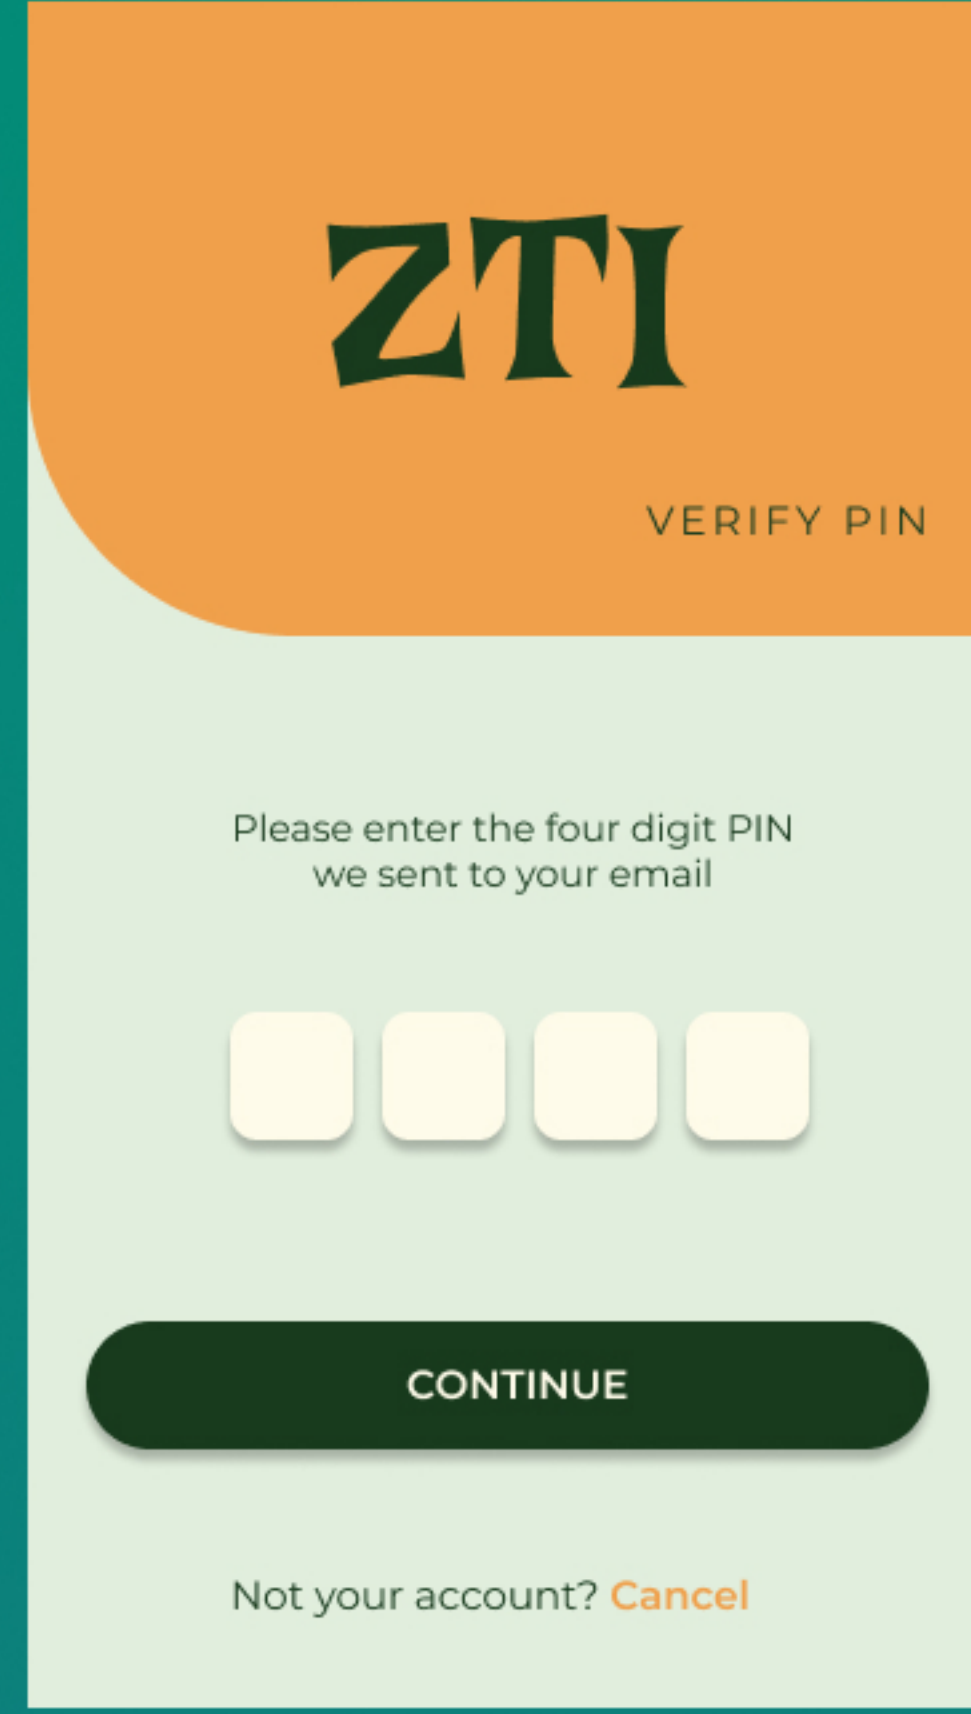 ZTI
VERIFY PIN
Please enter the four digit PIN
we sent to your email
CONTINUE
Not your account? Cancel